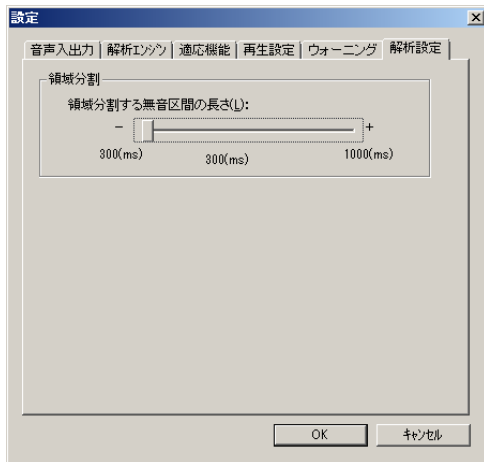 設定
音声入出力 解析エンジン 適応機能 再生設定 ウォーニング 解析設定
領域分割
領域分割する無音区間の長さ(L):
- +
300(ms) 300(ms) 1000(ms)
OK キャンセル